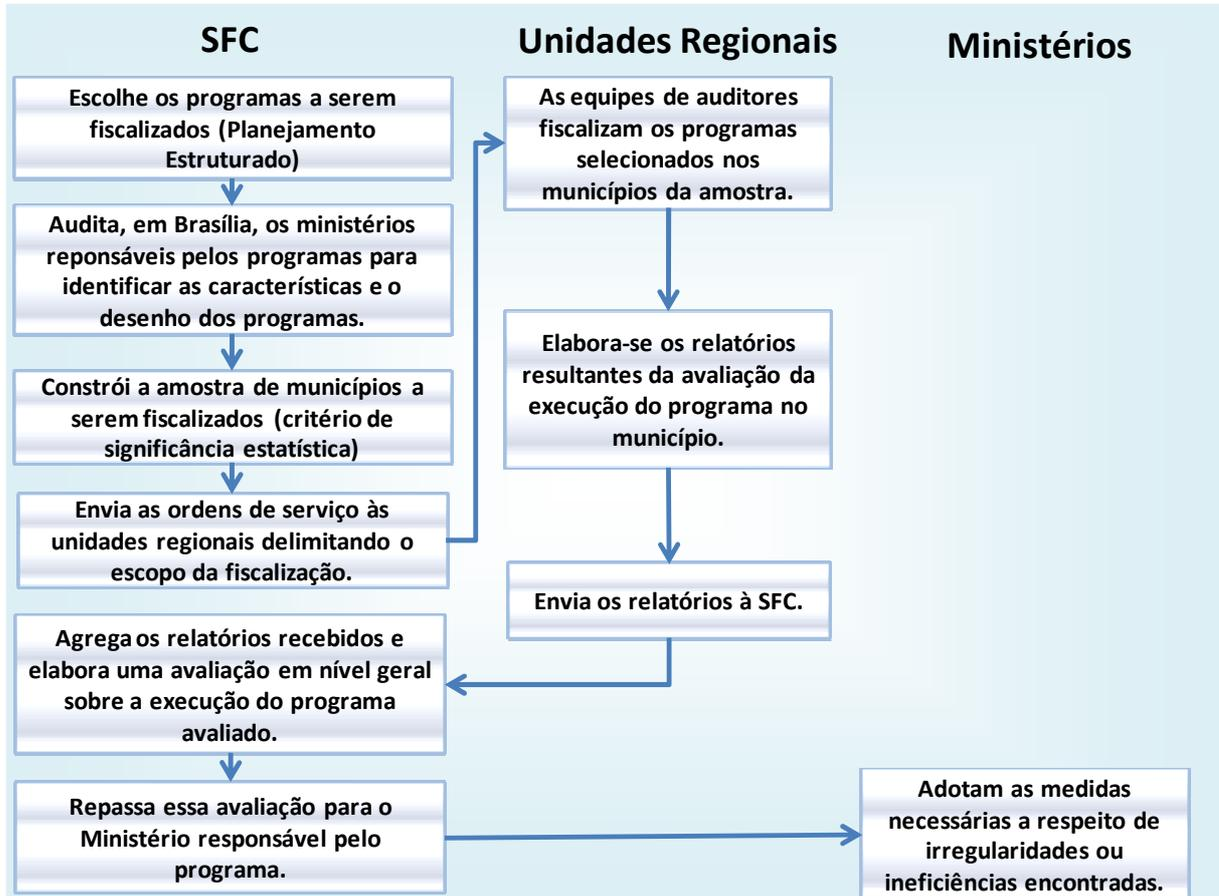 SFC
Unidades Regionais
Ministérios
Escolhe os programas a serem
fiscalizados (Planejamento
Estruturado)
Audita, em Brasília, os ministérios
reponsáveis pelos programas para
identificar as características e o
desenho dos programas.
Constrói a amostra de municípios a
serem fiscalizados (critério de
significância estatística)
Envia as ordens de serviço às
unidades regionais delimitando o
escopo da fiscalização.
As equipes de auditores
fiscalizam os programas
selecionados nos
municípios da amostra.
Elabora-se os relatórios
resultantes da avaliação da
execução do programa no
município.
Envia os relatórios à SFC.
Agrega os relatórios recebidos e
elabora uma avaliação em nível geral
sobre a execução do programa
avaliado.
Repassa essa avaliação para o
Ministério responsável pelo
programa.
Adotam as medidas
necessárias a respeito de
irregularidades ou
ineficiências encontradas.